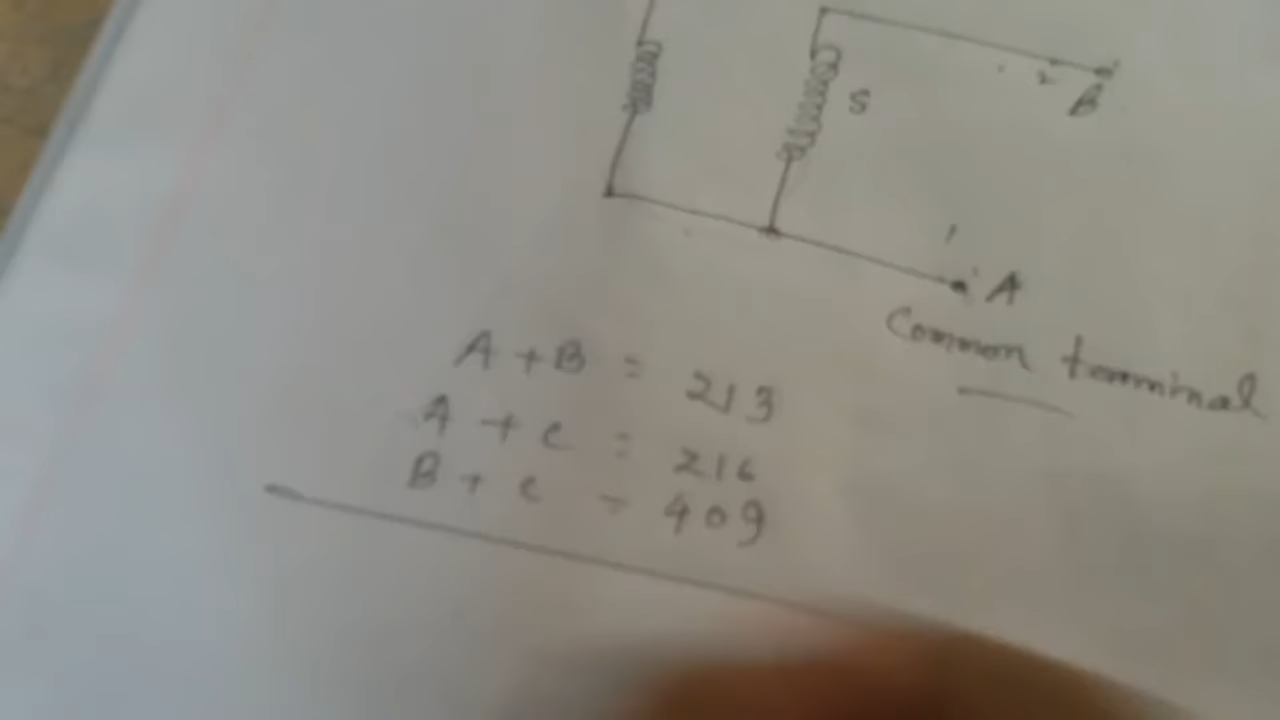 S
B
A
Common terminal
A + B = 213
A + C = 216
B + C = 409